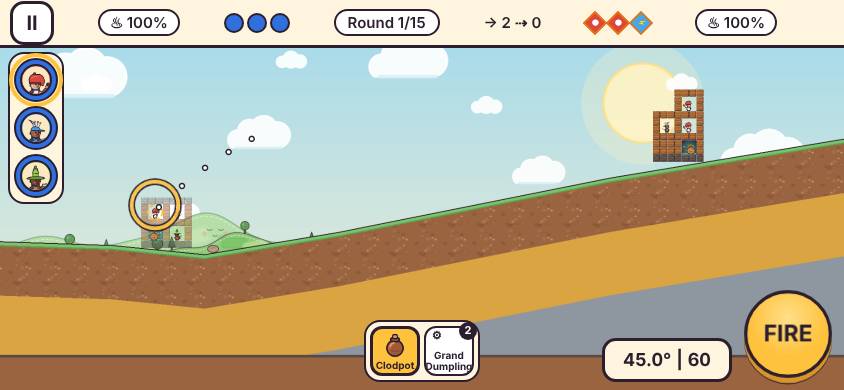 100%
Round 1/15
→ 2 ⇢ 0
100%
2
Clodpot
Grand
Dumpling
45.0° | 60
FIRE